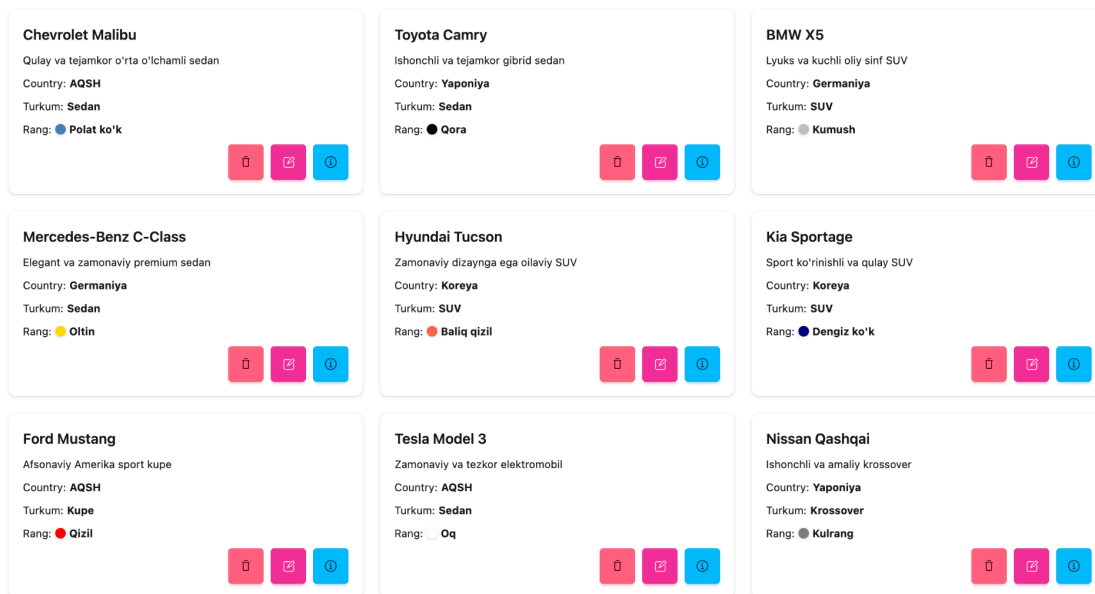 Chevrolet Malibu
Qulay va tejamkor o'rta o'lchamli sedan
Country: AQSH
Turkum: Sedan
Rang: Polat ko'k
Toyota Camry
Ishonchli va tejamkor gibrid sedan
Country: Yaponiya
Turkum: Sedan
Rang: Qora
BMW X5
Lyuks va kuchli oliy sinf SUV
Country: Germaniya
Turkum: SUV
Rang: Kumush
Mercedes-Benz C-Class
Elegant va zamonaviy premium sedan
Country: Germaniya
Turkum: Sedan
Rang: Oltin
Hyundai Tucson
Zamonaviy dizaynga ega oilaviy SUV
Country: Koreya
Turkum: SUV
Rang: Baliq qizil
Kia Sportage
Sport ko'rinishli va qulay SUV
Country: Koreya
Turkum: SUV
Rang: Dengiz ko'k
Ford Mustang
Afsonaviy Amerika sport kupe
Country: AQSH
Turkum: Kupe
Rang: Qizil
Tesla Model 3
Zamonaviy va tezkor elektromobil
Country: AQSH
Turkum: Sedan
Rang: Oq
Nissan Qashqai
Ishonchli va amaliy krossover
Country: Yaponiya
Turkum: Krossover
Rang: Kulrang